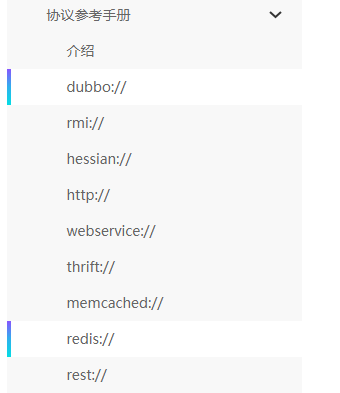 协议参考手册
介绍
dubbo://
rmi://
hessian://
http://
webservice://
thrift://
memcached://
redis://
rest://